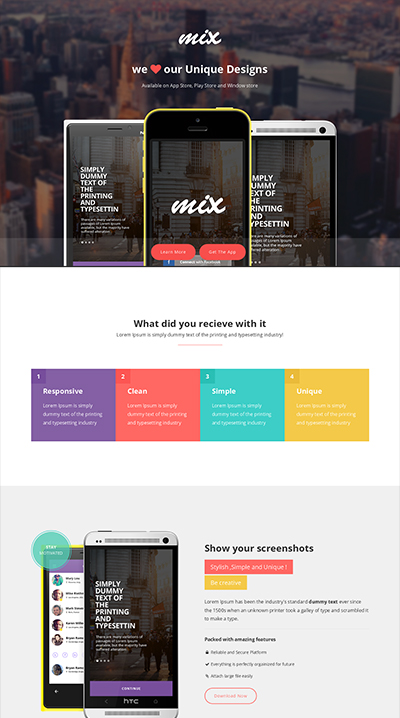 mix
we our Unique Designs
Available on App Store, Play Store and Window store
SIMPLY
DUMMY
TEXT OF
THE
PRINTING
AND
TYPESETTIN
There are many variations of
passages of Lorem Ipsum
available, but the majority have
suffered alteration
mix
SIMPLY
DUMMY
TEXT OF
THE
PRINTING
AND
TYPESETTIN
There are many variations of
passages of Lorem Ipsum
available, but the majority have
suffered alteration
Learn More
Get The App
Connect with Facebook
What did you recieve with it
Lorem Ipsum is simply dummy text of the printing and typesetting industry!
1
Responsive
Lorem Ipsum is simply
dummy text of the printing
and typesetting industry
2
Clean
Lorem Ipsum is simply
dummy text of the printing
and typesetting industry
3
Simple
Lorem Ipsum is simply
dummy text of the printing
and typesetting industry
4
Unique
Lorem Ipsum is simply
dummy text of the printing
and typesetting industry
STAY
MOTIVATED
SIMPLY
DUMMY
TEXT OF
THE
PRINTING
AND
TYPESETTIN
There are many variations of
passages of Lorem Ipsum
available, but the majority have
suffered alteration
CONTINUE
hTC
Show your screenshots
Stylish ,Simple and Unique !
Be creative
Lorem Ipsum has been the industry's standard dummy text ever since
the 1500s when an unknown printer took a galley of type and scrambled it
to make a type.
Packed with amazing features
Reliable and Secure Platform
Everything is perfectly organized for future
Attach large file easily
Download Now